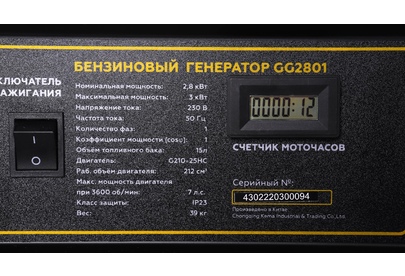 БЕНЗИНОВЫЙ ГЕНЕРАТОР GG2801
КЛЮЧАТЕЛЬ
АЖИГАНИЯ
Номинальная мощность: 2,8 кВт
Максимальная мощность: 3 кВт
Напряжение тока: 230 В
Частота тока: 50 Гц
Количество фаз: 1
Коэффициент мощности (cosφ): 1
Объём топливного бака: 15л
Двигатель: G210-25HC
Раб. объём двигателя: 212 см³
Макс. мощность двигателя
при 3600 об/мин: 7 л.с.
Класс защиты: IP23
Вес: 39 кг
0000:12
СЧЕТЧИК МОТОЧАСОВ
Серийный №:
4302220300094
Произведено в Китае
Chongqing Kema Industrial & Trading Co.,Ltd.